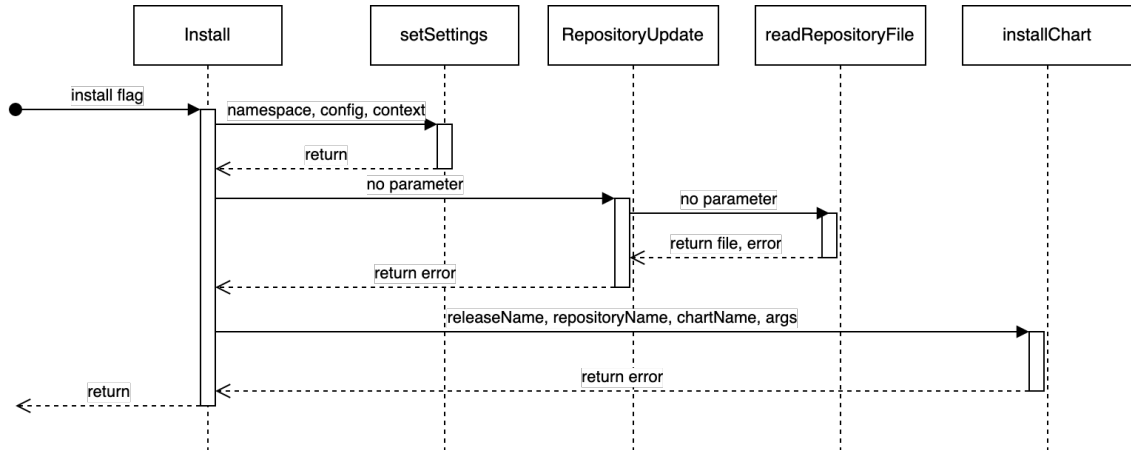 Install
setSettings
RepositoryUpdate
readRepositoryFile
installChart
install flag
namespace, config, context
return
no parameter
no parameter
return file, error
return error
releaseName, repositoryName, chartName, args
return error
return